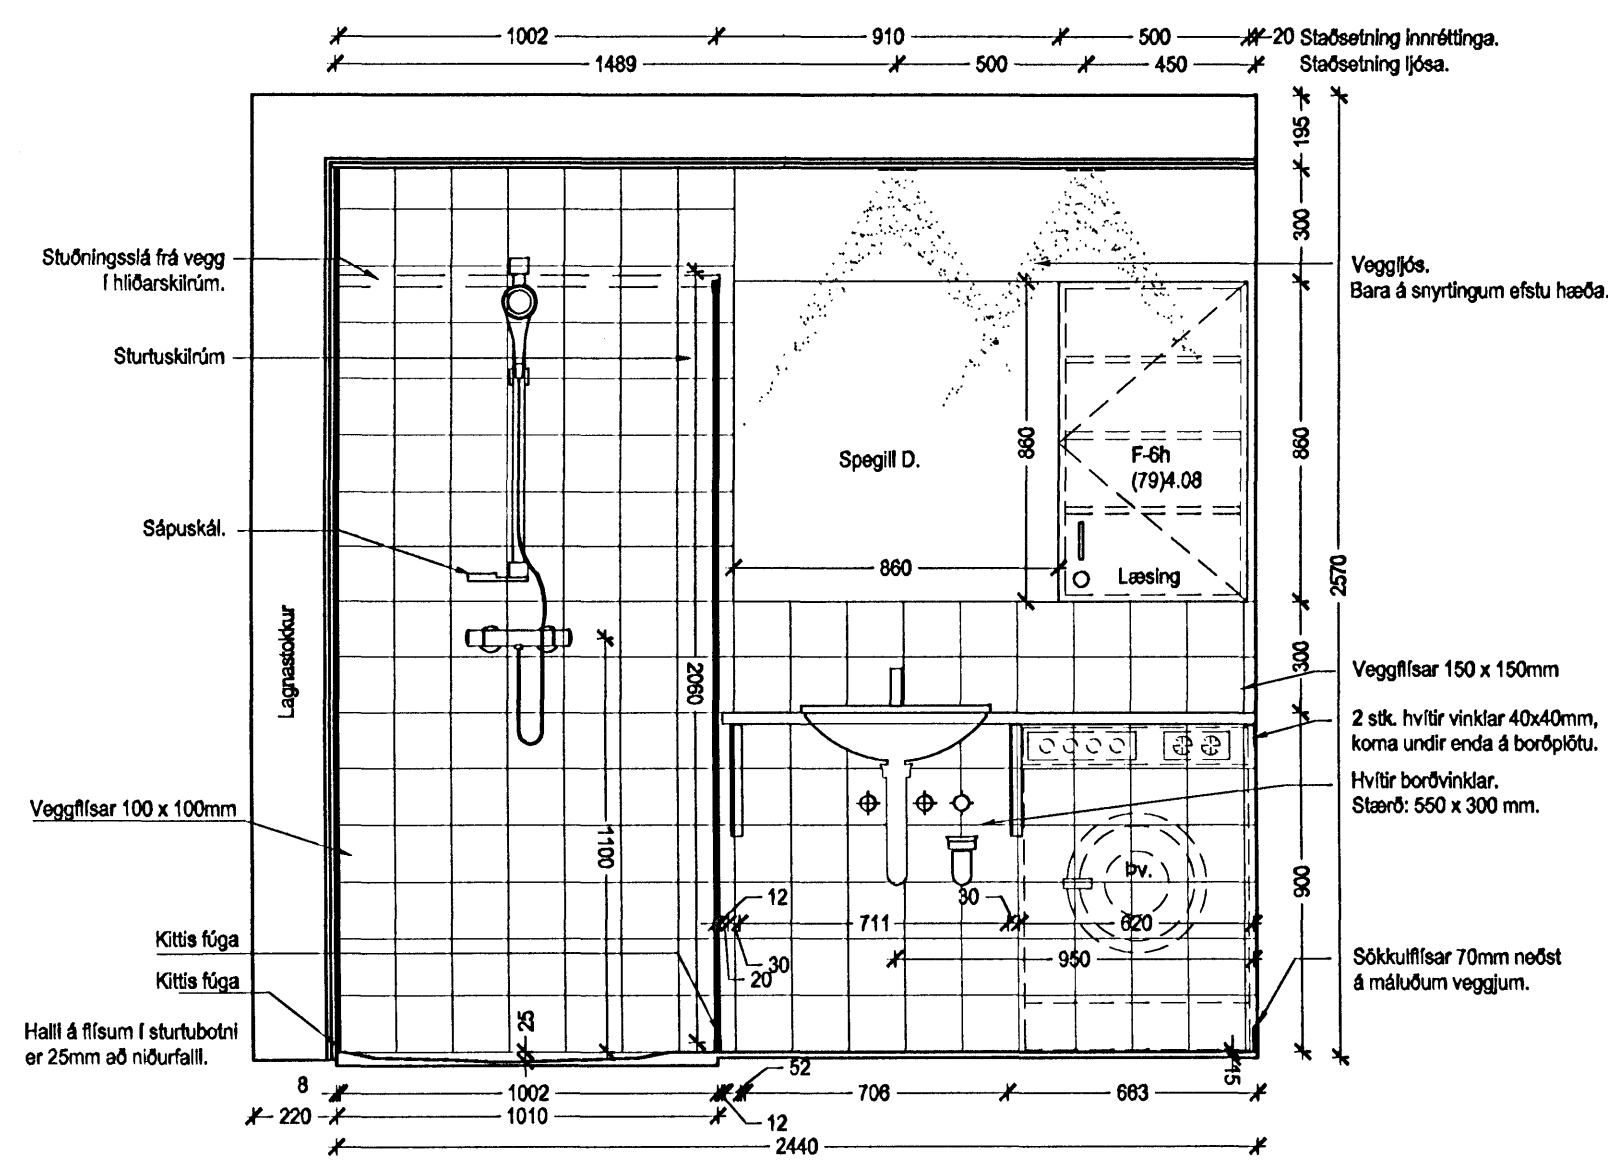 1002 910 500 20 Staðsetning innréttinga.
1489 500 450 Staðsetning ljósa.
195
300
Stuðningsslá frá vegg
í hliðarskilrúm.
Veggljós.
Bara á snyrtingum efstu hæða.
Sturtuskilrúm
860
860
Spegill D.
F-6h
(79)4.08
Sápuskál.
860
Læsing
2570
Lagnastokkur
2060
300
Veggflísar 150 x 150mm
2 stk. hvítir vinklar 40x40mm,
koma undir enda á borðplötu.
Hvítir borðvinklar.
Stærð: 550 x 300 mm.
Veggflísar 100 x 100mm
1100
Þv.
900
12
30
711
620
Kittis fúga
950
30
20
Sökkulflísar 70mm neðst
á máluðum veggjum.
Kittis fúga
25
Halli á flísum í sturtubotni
er 25mm að niðurfalli.
52
15
8 1002 706 663
220 1010 12
2440